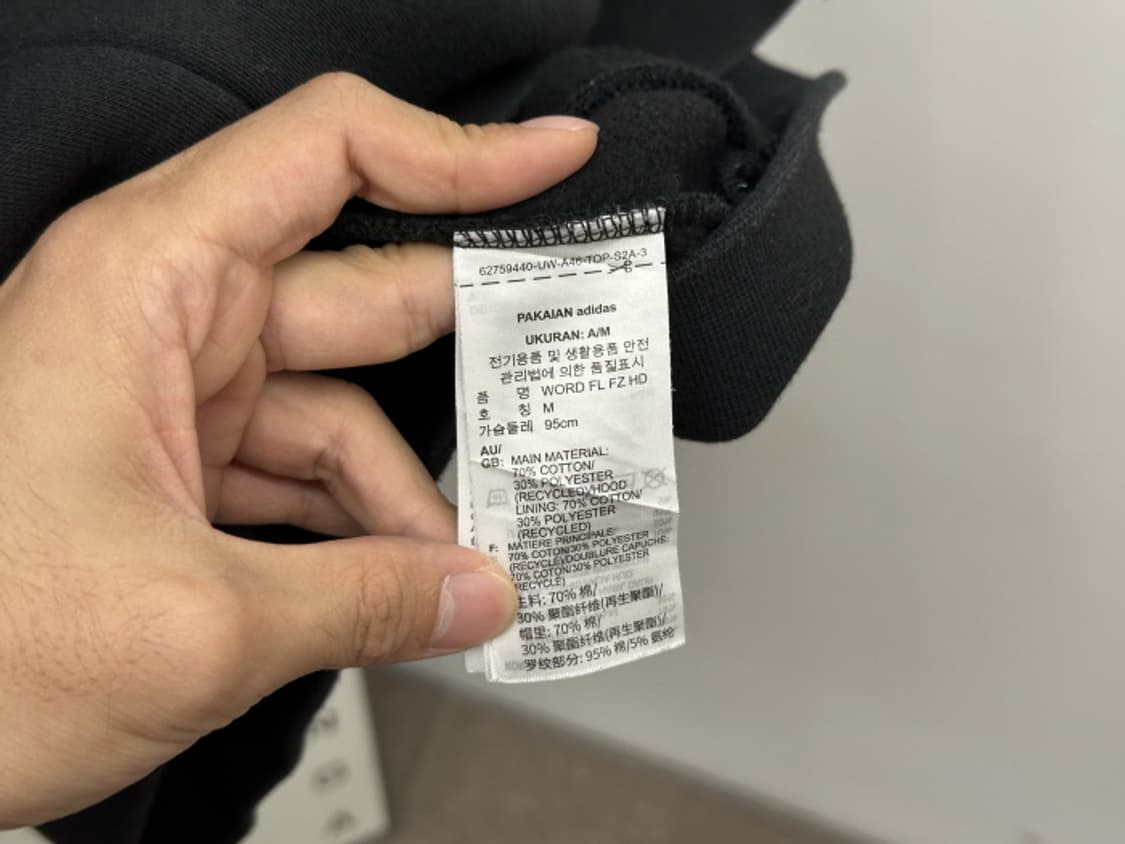 62759440-UW-A46-TOP-S2A-3
PAKAIAN adidas
UKURAN: A/M
전기용품 및 생활용품 안전
관리법에 의한 품질표시
품 명 WORD FL FZ HD
호 칭 M
가슴둘레 95cm
AU/
GB: MAIN MATERIAL:
70% COTTON/
30% POLYESTER
(RECYCLED)/HOOD
LINING: 70% COTTON/
30% POLYESTER
(RECYCLED)
F: MATIERE PRINCIPALE:
70% COTON/30% POLYESTER
(RECYCLE)/DOUBLURE CAPUCHE:
70% COTON/30% POLYESTER
RECYCLE)
主料: 70% 棉/
30% 聚酯纤维(再生聚酯)/
帽里: 70% 棉/
30% 聚酯纤维(再生聚酯)/
罗纹部分: 95% 棉/5% 氨纶